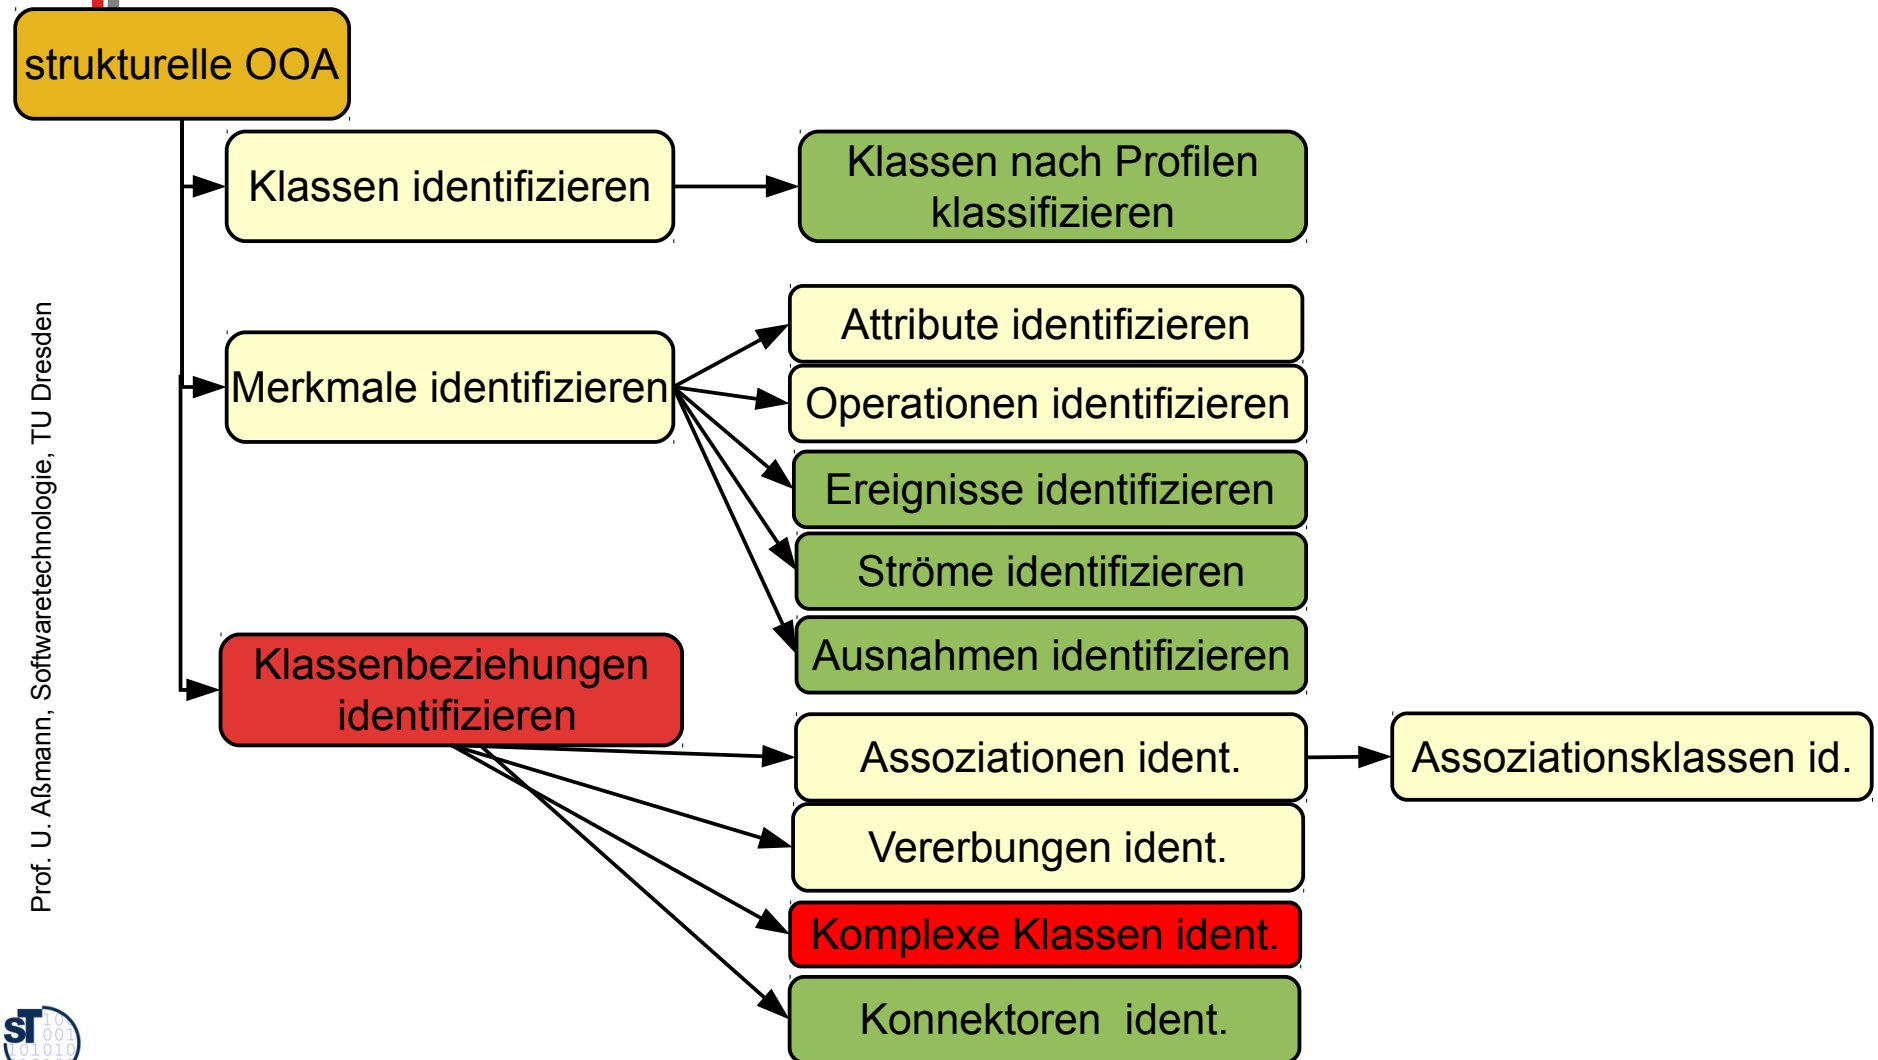 strukturelle OOA
Klassen identifizieren
Klassen nach Profilen
klassifizieren
Merkmale identifizieren
Attribute identifizieren
Operationen identifizieren
Ereignisse identifizieren
Ströme identifizieren
Ausnahmen identifizieren
Klassenbeziehungen
identifizieren
Assoziationen ident.
Assoziationsklassen id.
Vererbungen ident.
Komplexe Klassen ident.
Konnektoren ident.
Prof. U. Aßmann, Softwaretechnologie, TU Dresden
ST